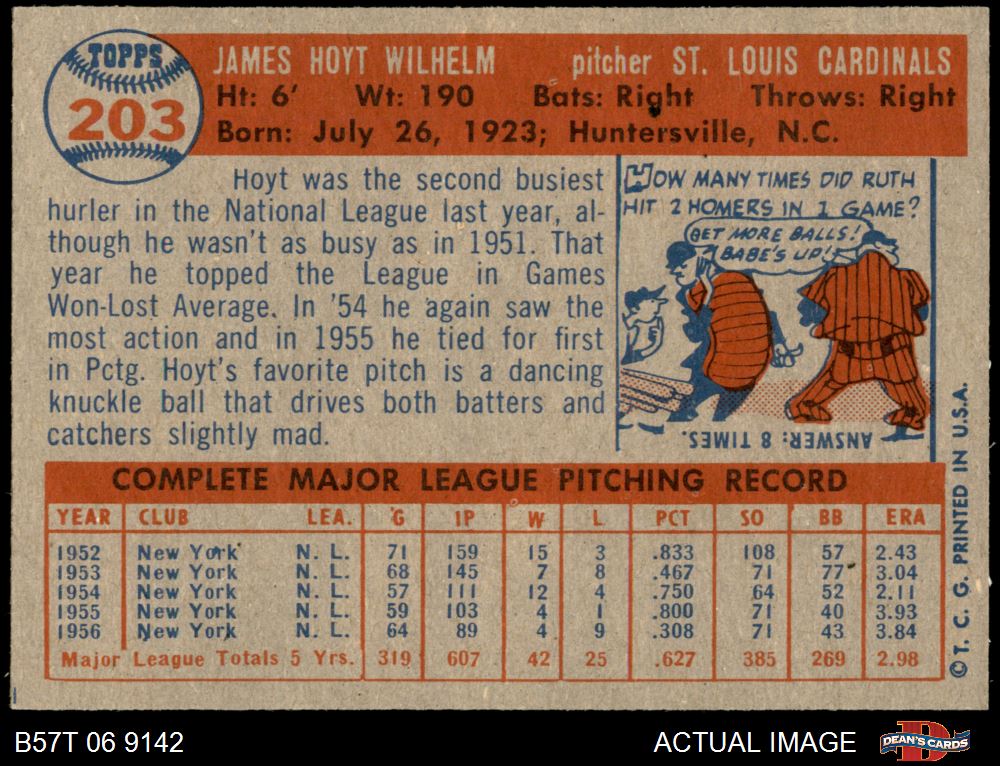 TOPPS
203
JAMES HOYT WILHELM pitcher ST. LOUIS CARDINALS
Ht: 6' Wt: 190 Bats: Right Throws: Right
Born: July 26, 1923; Huntersville, N.C.
Hoyt was the second busiest
hurler in the National League last year, al-
though he wasn't as busy as in 1951. That
year he topped the League in Games
Won-Lost Average. In '54 he again saw the
most action and in 1955 he tied for first
in Pctg. Hoyt's favorite pitch is a dancing
knuckle ball that drives both batters and
catchers slightly mad.
HOW MANY TIMES DID RUTH
HIT 2 HOMERS IN 1 GAME?
GET MORE BALLS!
BABE'S UP!
ANSWER: 8 TIMES.
COMPLETE MAJOR LEAGUE PITCHING RECORD
YEAR CLUB LEA. G IP W L PCT SO BB ERA
1952 New York N. L. 71 159 15 3 .833 108 57 2.43
1953 New York N. L. 68 145 7 8 .467 71 77 3.04
1954 New York N. L. 57 111 12 4 .750 64 52 2.11
1955 New York N. L. 59 103 4 1 .800 71 40 3.93
1956 New York N. L. 64 89 4 9 .308 71 43 3.84
Major League Totals 5 Yrs. 319 607 42 25 .627 385 269 2.98
© T. C. G. PRINTED IN U.S.A.
B57T 06 9142
ACTUAL IMAGE
D
DEAN'S CARDS